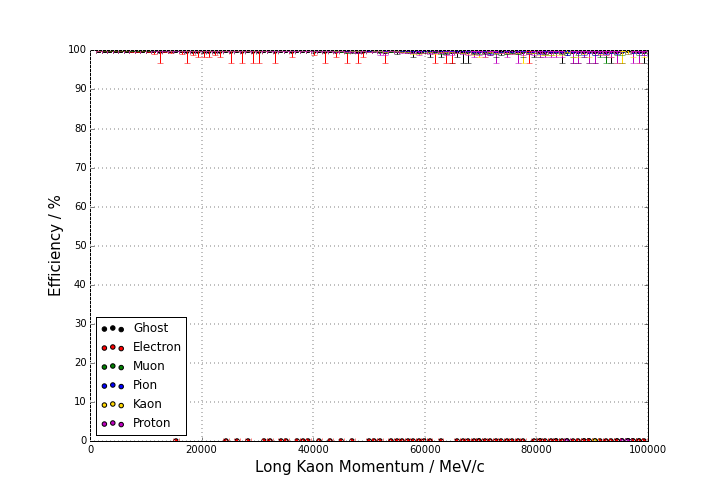 100
90
80
70
60
50
40
30
20
10
0
Efficiency / %
Ghost
Electron
Muon
Pion
Kaon
Proton
0 20000 40000 60000 80000 100000
Long Kaon Momentum / MeV/c